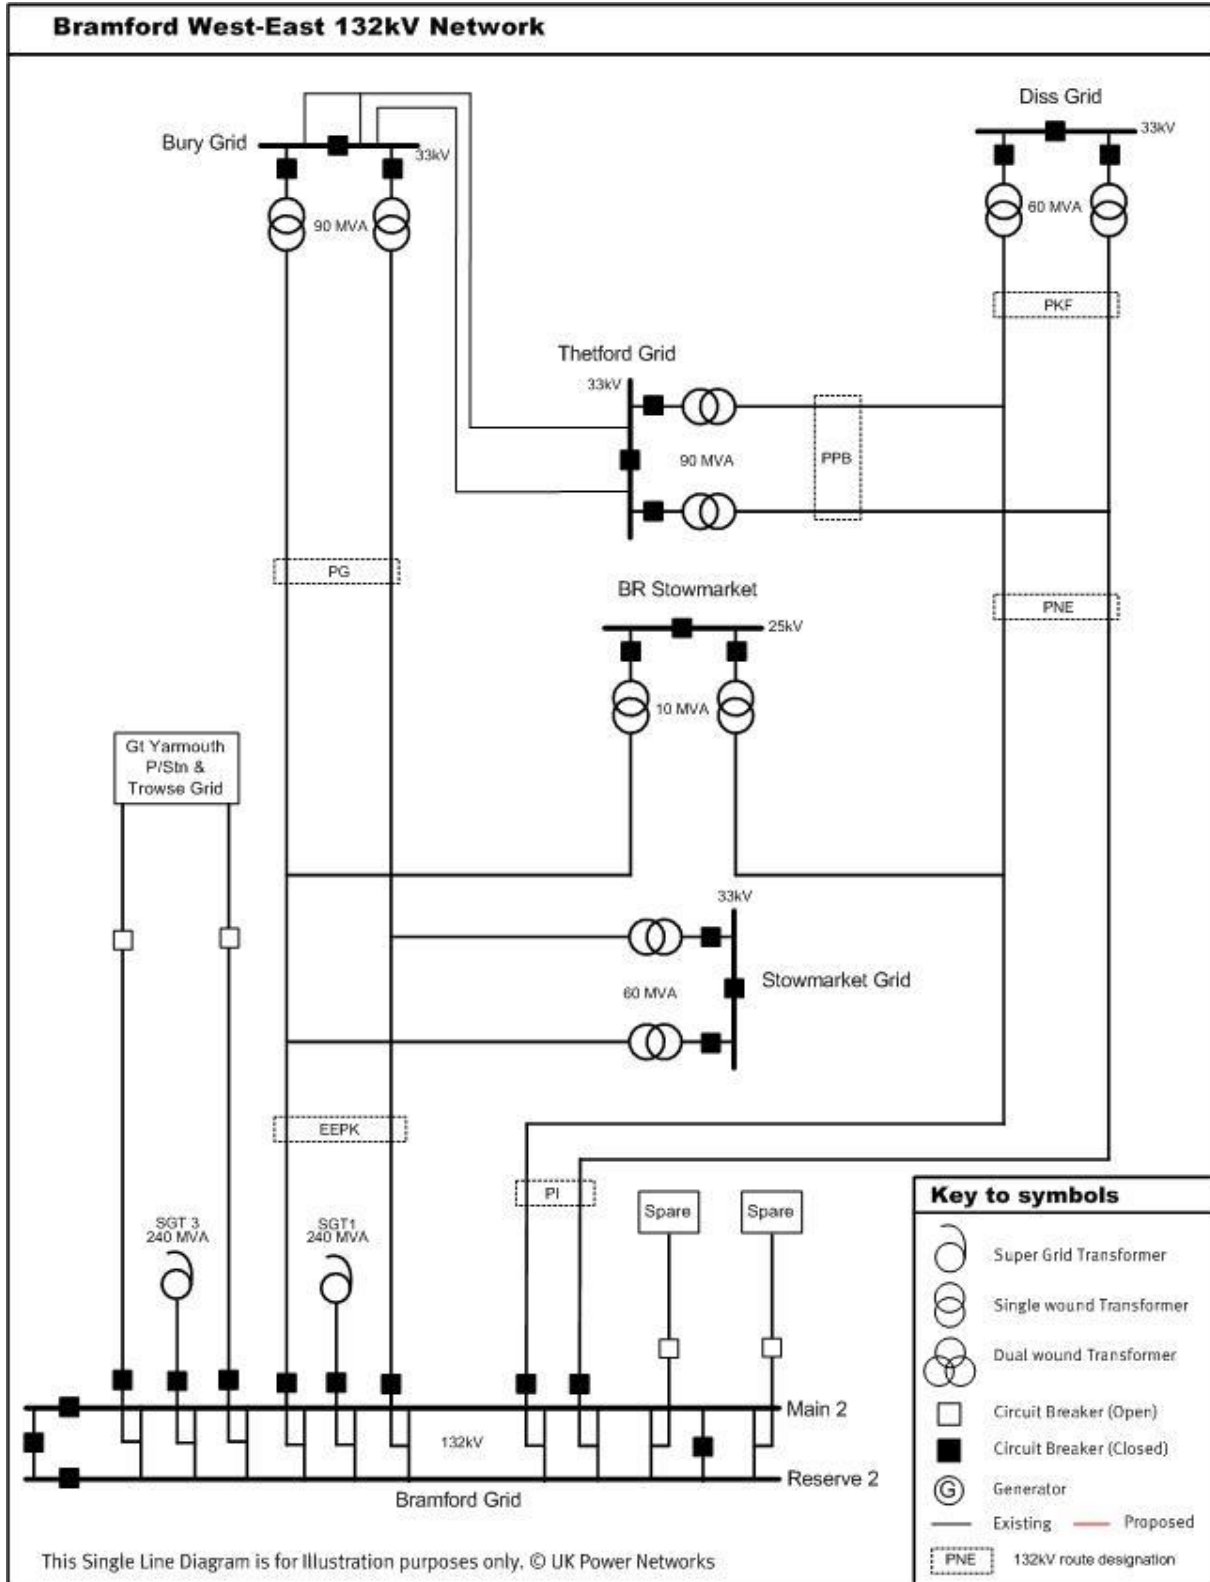 Bramford West-East 132kV Network
Diss Grid
Bury Grid
33kV
33kV
90 MVA
60 MVA
PKF
Thetford Grid
33kV
90 MVA
PPB
PG
BR Stowmarket
PNE
25kV
10 MVA
Gt Yarmouth
P/Stn &
Trowse Grid
33kV
Stowmarket Grid
60 MVA
EEPK
PI
Spare
Spare
SGT 3
240 MVA
SGT1
240 MVA
Main 2
132kV
Reserve 2
Bramford Grid
This Single Line Diagram is for Illustration purposes only. © UK Power Networks
Key to symbols
Super Grid Transformer
Single wound Transformer
Dual wound Transformer
Circuit Breaker (Open)
Circuit Breaker (Closed)
G Generator
Existing Proposed
PNE 132kV route designation